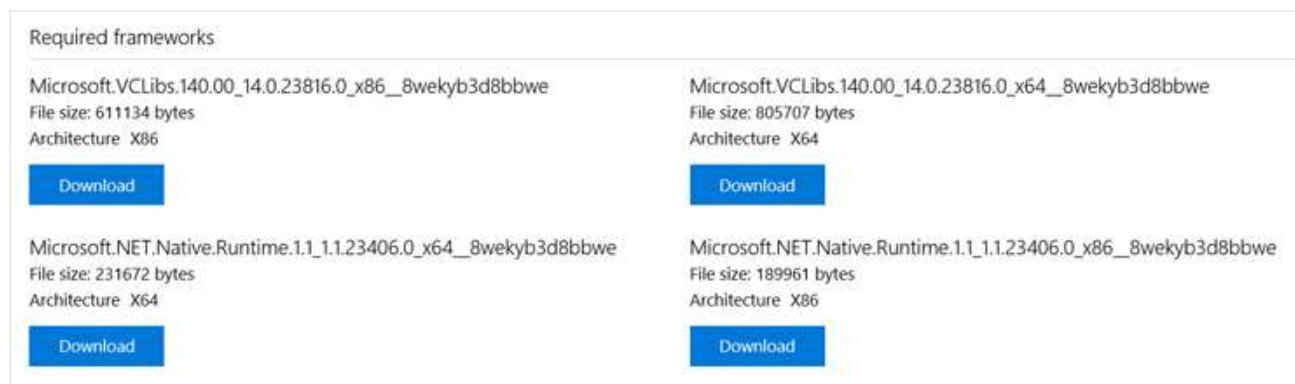 Required frameworks
Microsoft.VCLibs.140.00_14.0.23816.0_x86__8wekyb3d8bbwe
File size: 611134 bytes
Architecture X86
Download
Microsoft.VCLibs.140.00_14.0.23816.0_x64__8wekyb3d8bbwe
File size: 805707 bytes
Architecture X64
Download
Microsoft.NET.Native.Runtime.1.1_1.1.23406.0_x64__8wekyb3d8bbwe
File size: 231672 bytes
Architecture X64
Download
Microsoft.NET.Native.Runtime.1.1_1.1.23406.0_x86__8wekyb3d8bbwe
File size: 189961 bytes
Architecture X86
Download